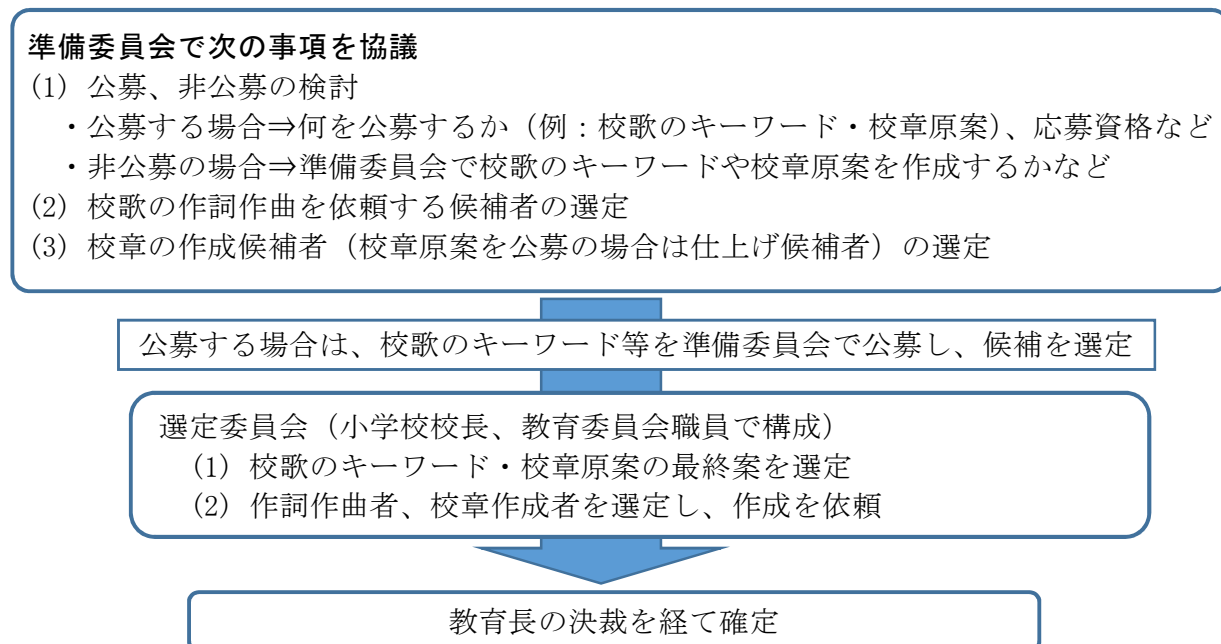 準備委員会で次の事項を協議
(1) 公募、非公募の検討
・公募する場合⇒何を公募するか（例：校歌のキーワード・校章原案）、応募資格など
・非公募の場合⇒準備委員会で校歌のキーワードや校章原案を作成するかなど
(2) 校歌の作詞作曲を依頼する候補者の選定
(3) 校章の作成候補者（校章原案を公募の場合は仕上げ候補者）の選定
公募する場合は、校歌のキーワード等を準備委員会で公募し、候補を選定
選定委員会（小学校校長、教育委員会職員で構成）
(1) 校歌のキーワード・校章原案の最終案を選定
(2) 作詞作曲者、校章作成者を選定し、作成を依頼
教育長の決裁を経て確定